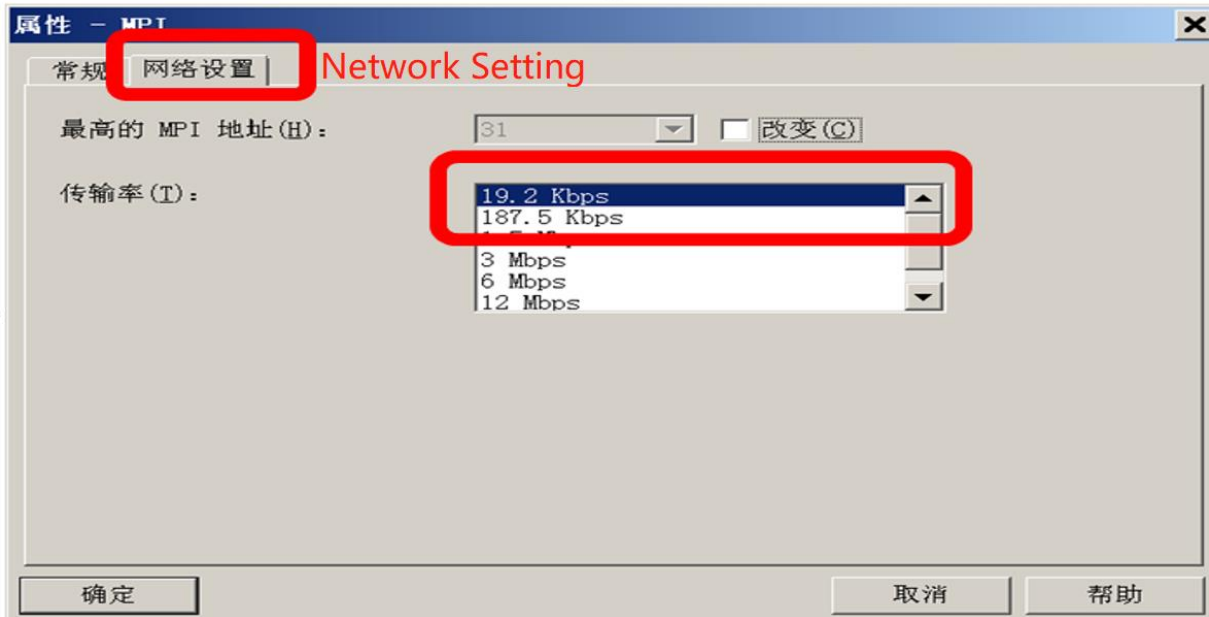 属性 - MPI
常规 网络设置 Network Setting
最高的 MPI 地址(H): 31 改变(C)
传输率(T):
19.2 Kbps
187.5 Kbps
3 Mbps
6 Mbps
12 Mbps
确定 取消 帮助